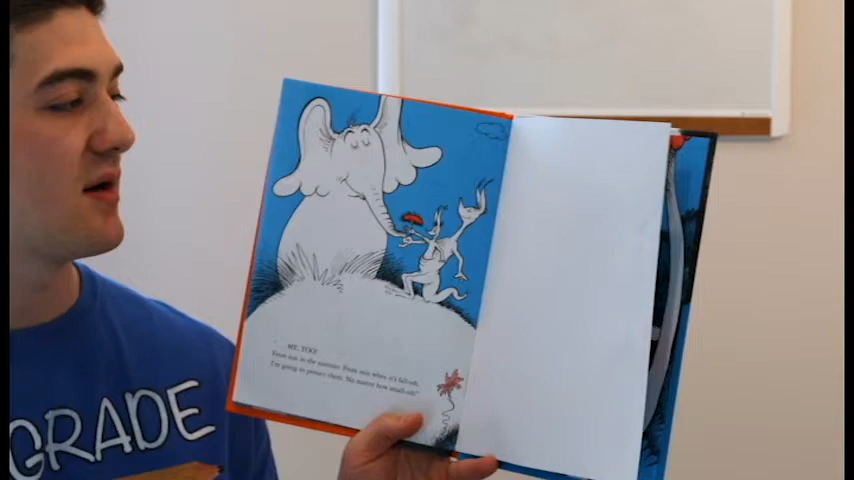 GRADE
"ME, TOO!
From sun in the summer. From rain when it's fall-ish,
I'm going to protect them. No matter how small-ish!"